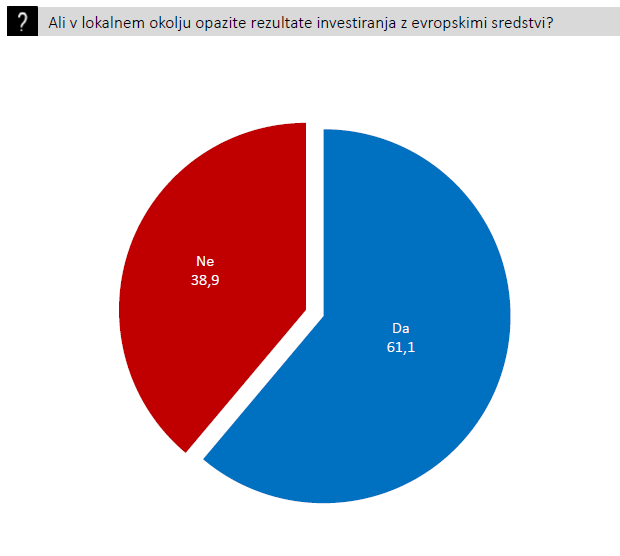 ? Ali v lokalnem okolju opazite rezultate investiranja z evropskimi sredstvi?
Ne
38,9
Da
61,1